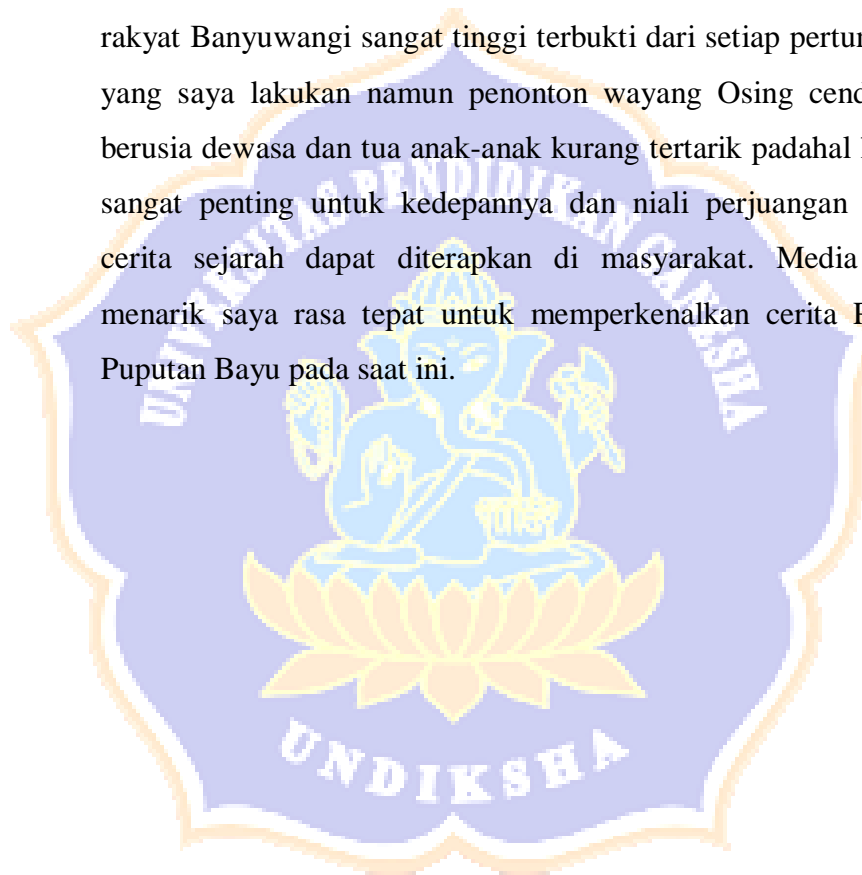 rakyat Banyuwangi sangat tinggi terbukti dari setiap
yang saya lakukan namun penonton wayang Osing
berusia dewasa dan tua anak-anak kurang tertarik padahal
sangat penting untuk kedepannya dan niali perjuangan
cerita sejarah dapat diterapkan di masyarakat. Media
menarik saya rasa tepat untuk memperkenalkan cerita
Puputan Bayu pada saat ini.
UNIVERSITAS PENDIDIKAN GANESHA
UNDIKSHA